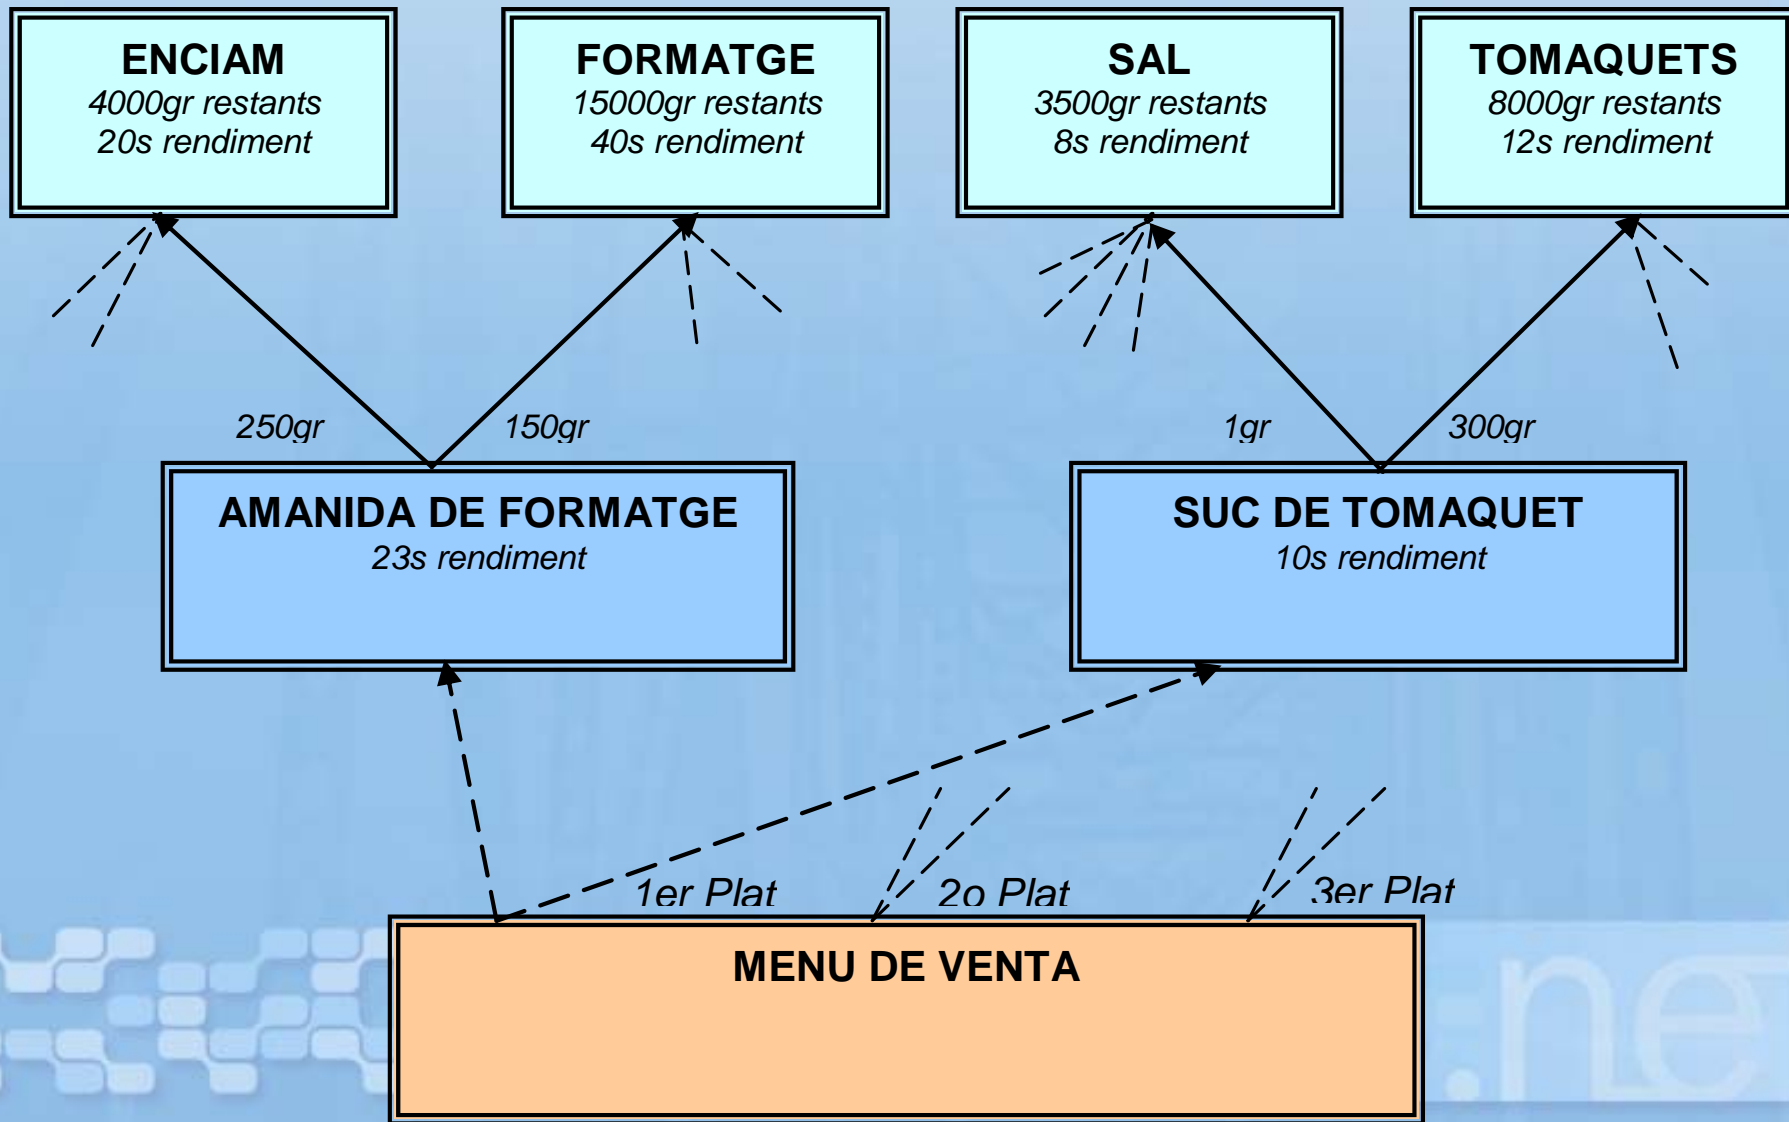 ENCIAM
4000gr restants
20s rendiment
FORMATGE
15000gr restants
40s rendiment
SAL
3500gr restants
8s rendiment
TOMAQUETS
8000gr restants
12s rendiment
250gr
150gr
1gr
300gr
AMANIDA DE FORMATGE
23s rendiment
SUC DE TOMAQUET
10s rendiment
1er Plat
2o Plat
3er Plat
MENU DE VENTA
.ne